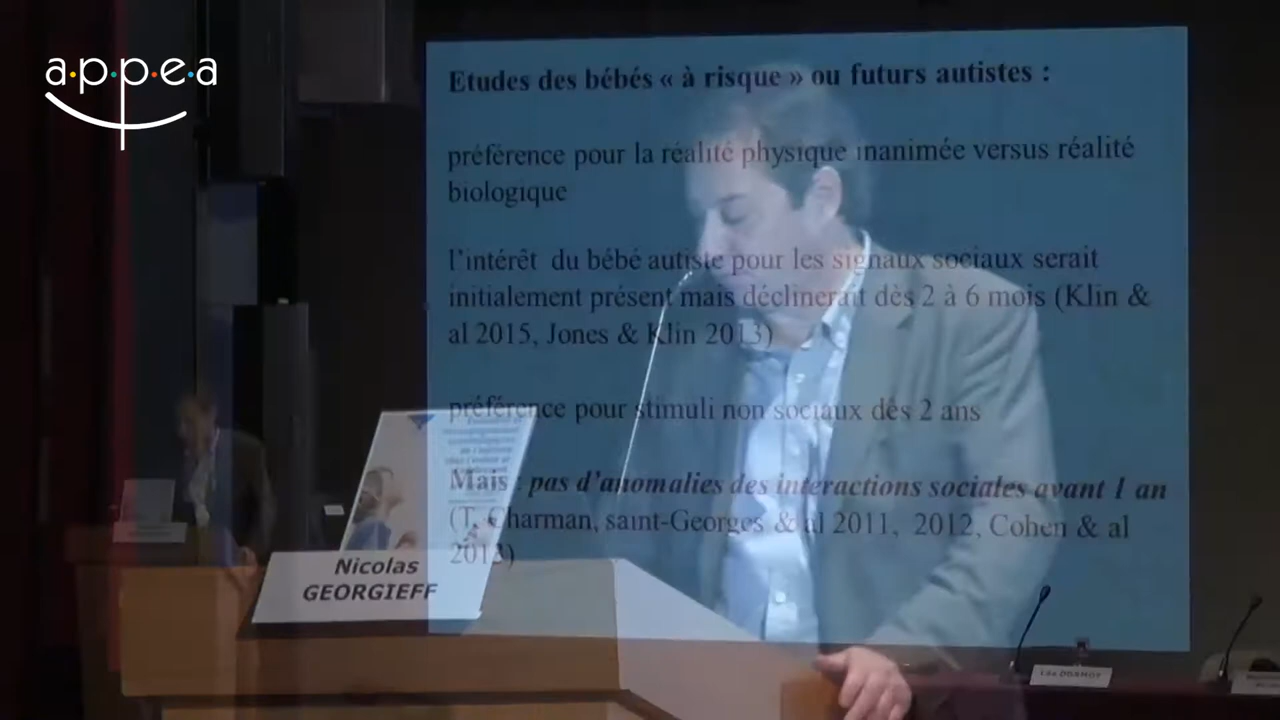 a·p·p·e·a
Etudes des bébés « à risque » ou futurs autistes :
préférence pour la réalité physique inanimée versus réalité
biologique
l'intérêt du bébé autiste pour les signaux sociaux serait
initialement présent mais déclinerait dès 2 à 6 mois (Klin &
al 2015, Jones & Klin 2013)
préférence pour stimuli non sociaux dès 2 ans
Mais : pas d'anomalies des interactions sociales avant 1 an
(T. Charman, saint-Georges & al 2011, 2012, Cohen & al
2013)
Nicolas
GEORGIEFF